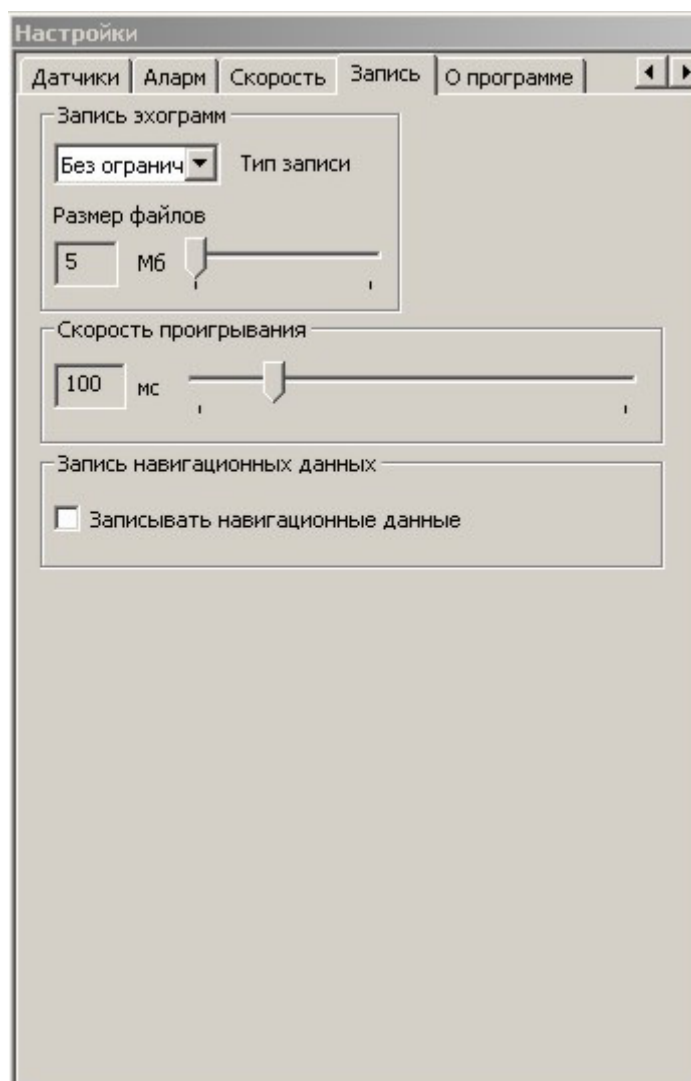 Настройки
Датчики Аларм Скорость Запись О программе
Запись эхограмм
Без огранич Тип записи
Размер файлов
5 Мб
Скорость проигрывания
100 мс
Запись навигационных данных
Записывать навигационные данные